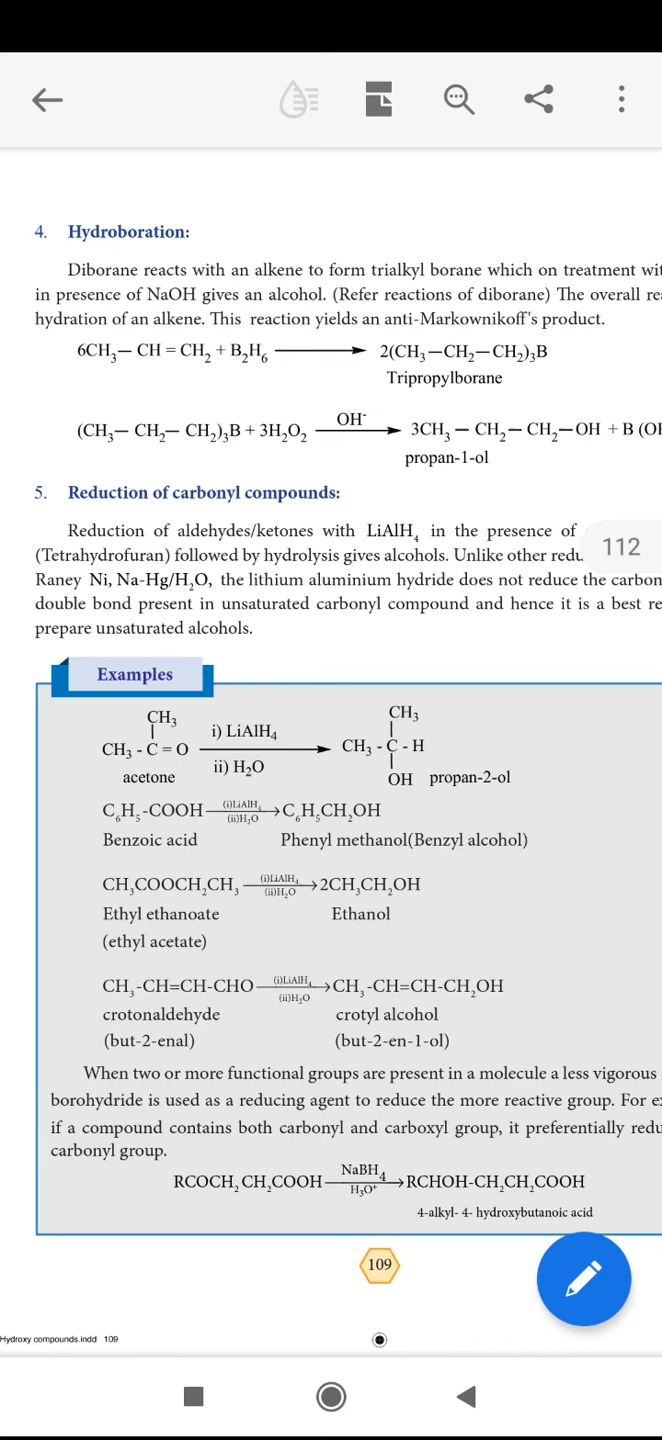 4. Hydroboration:
Diborane reacts with an alkene to form trialkyl borane which on treatment
in presence of NaOH gives an alcohol. (Refer reactions of diborane) The overall
hydration of an alkene. This reaction yields an anti-Markownikoff's product.
6CH₃— CH = CH₂ + B₂H₆ ⟶ 2(CH₃—CH₂—CH₂)₃B
Tripropylborane
OH⁻
(CH₃— CH₂— CH₂)₃B + 3H₂O₂ ⟶ 3CH₃ — CH₂— CH₂—OH + B
propan-1-ol
5. Reduction of carbonyl compounds:
Reduction of aldehydes/ketones with LiAlH₄ in the presence of
112
(Tetrahydrofuran) followed by hydrolysis gives alcohols. Unlike other
Raney Ni, Na-Hg/H₂O, the lithium aluminium hydride does not reduce the
double bond present in unsaturated carbonyl compound and hence it is a best
prepare unsaturated alcohols.
Examples
CH₃ CH₃
i) LiAlH₄
CH₃ - C = O ⟶ CH₃ - C - H
ii) H₂O
acetone OH propan-2-ol
C₆H₅-COOH (i)LiAlH₄ (ii)H₂O ⟶ C₆H₅CH₂OH
Benzoic acid Phenyl methanol(Benzyl alcohol)
CH₃COOCH₂CH₃ (i)LiAlH₄ (ii)H₂O ⟶ 2CH₃CH₂OH
Ethyl ethanoate Ethanol
(ethyl acetate)
CH₃-CH=CH-CHO (i)LiAlH₄ (ii)H₂O ⟶ CH₃-CH=CH-CH₂OH
crotonaldehyde crotyl alcohol
(but-2-enal) (but-2-en-1-ol)
When two or more functional groups are present in a molecule a less vigorous
borohydride is used as a reducing agent to reduce the more reactive group. For
if a compound contains both carbonyl and carboxyl group, it preferentially
carbonyl group.
RCOCH₂ CH₂COOH NaBH₄ H₃O⁺ ⟶ RCHOH-CH₂CH₂COOH
4-alkyl- 4- hydroxybutanoic acid
109
Hydroxy compounds.indd 109